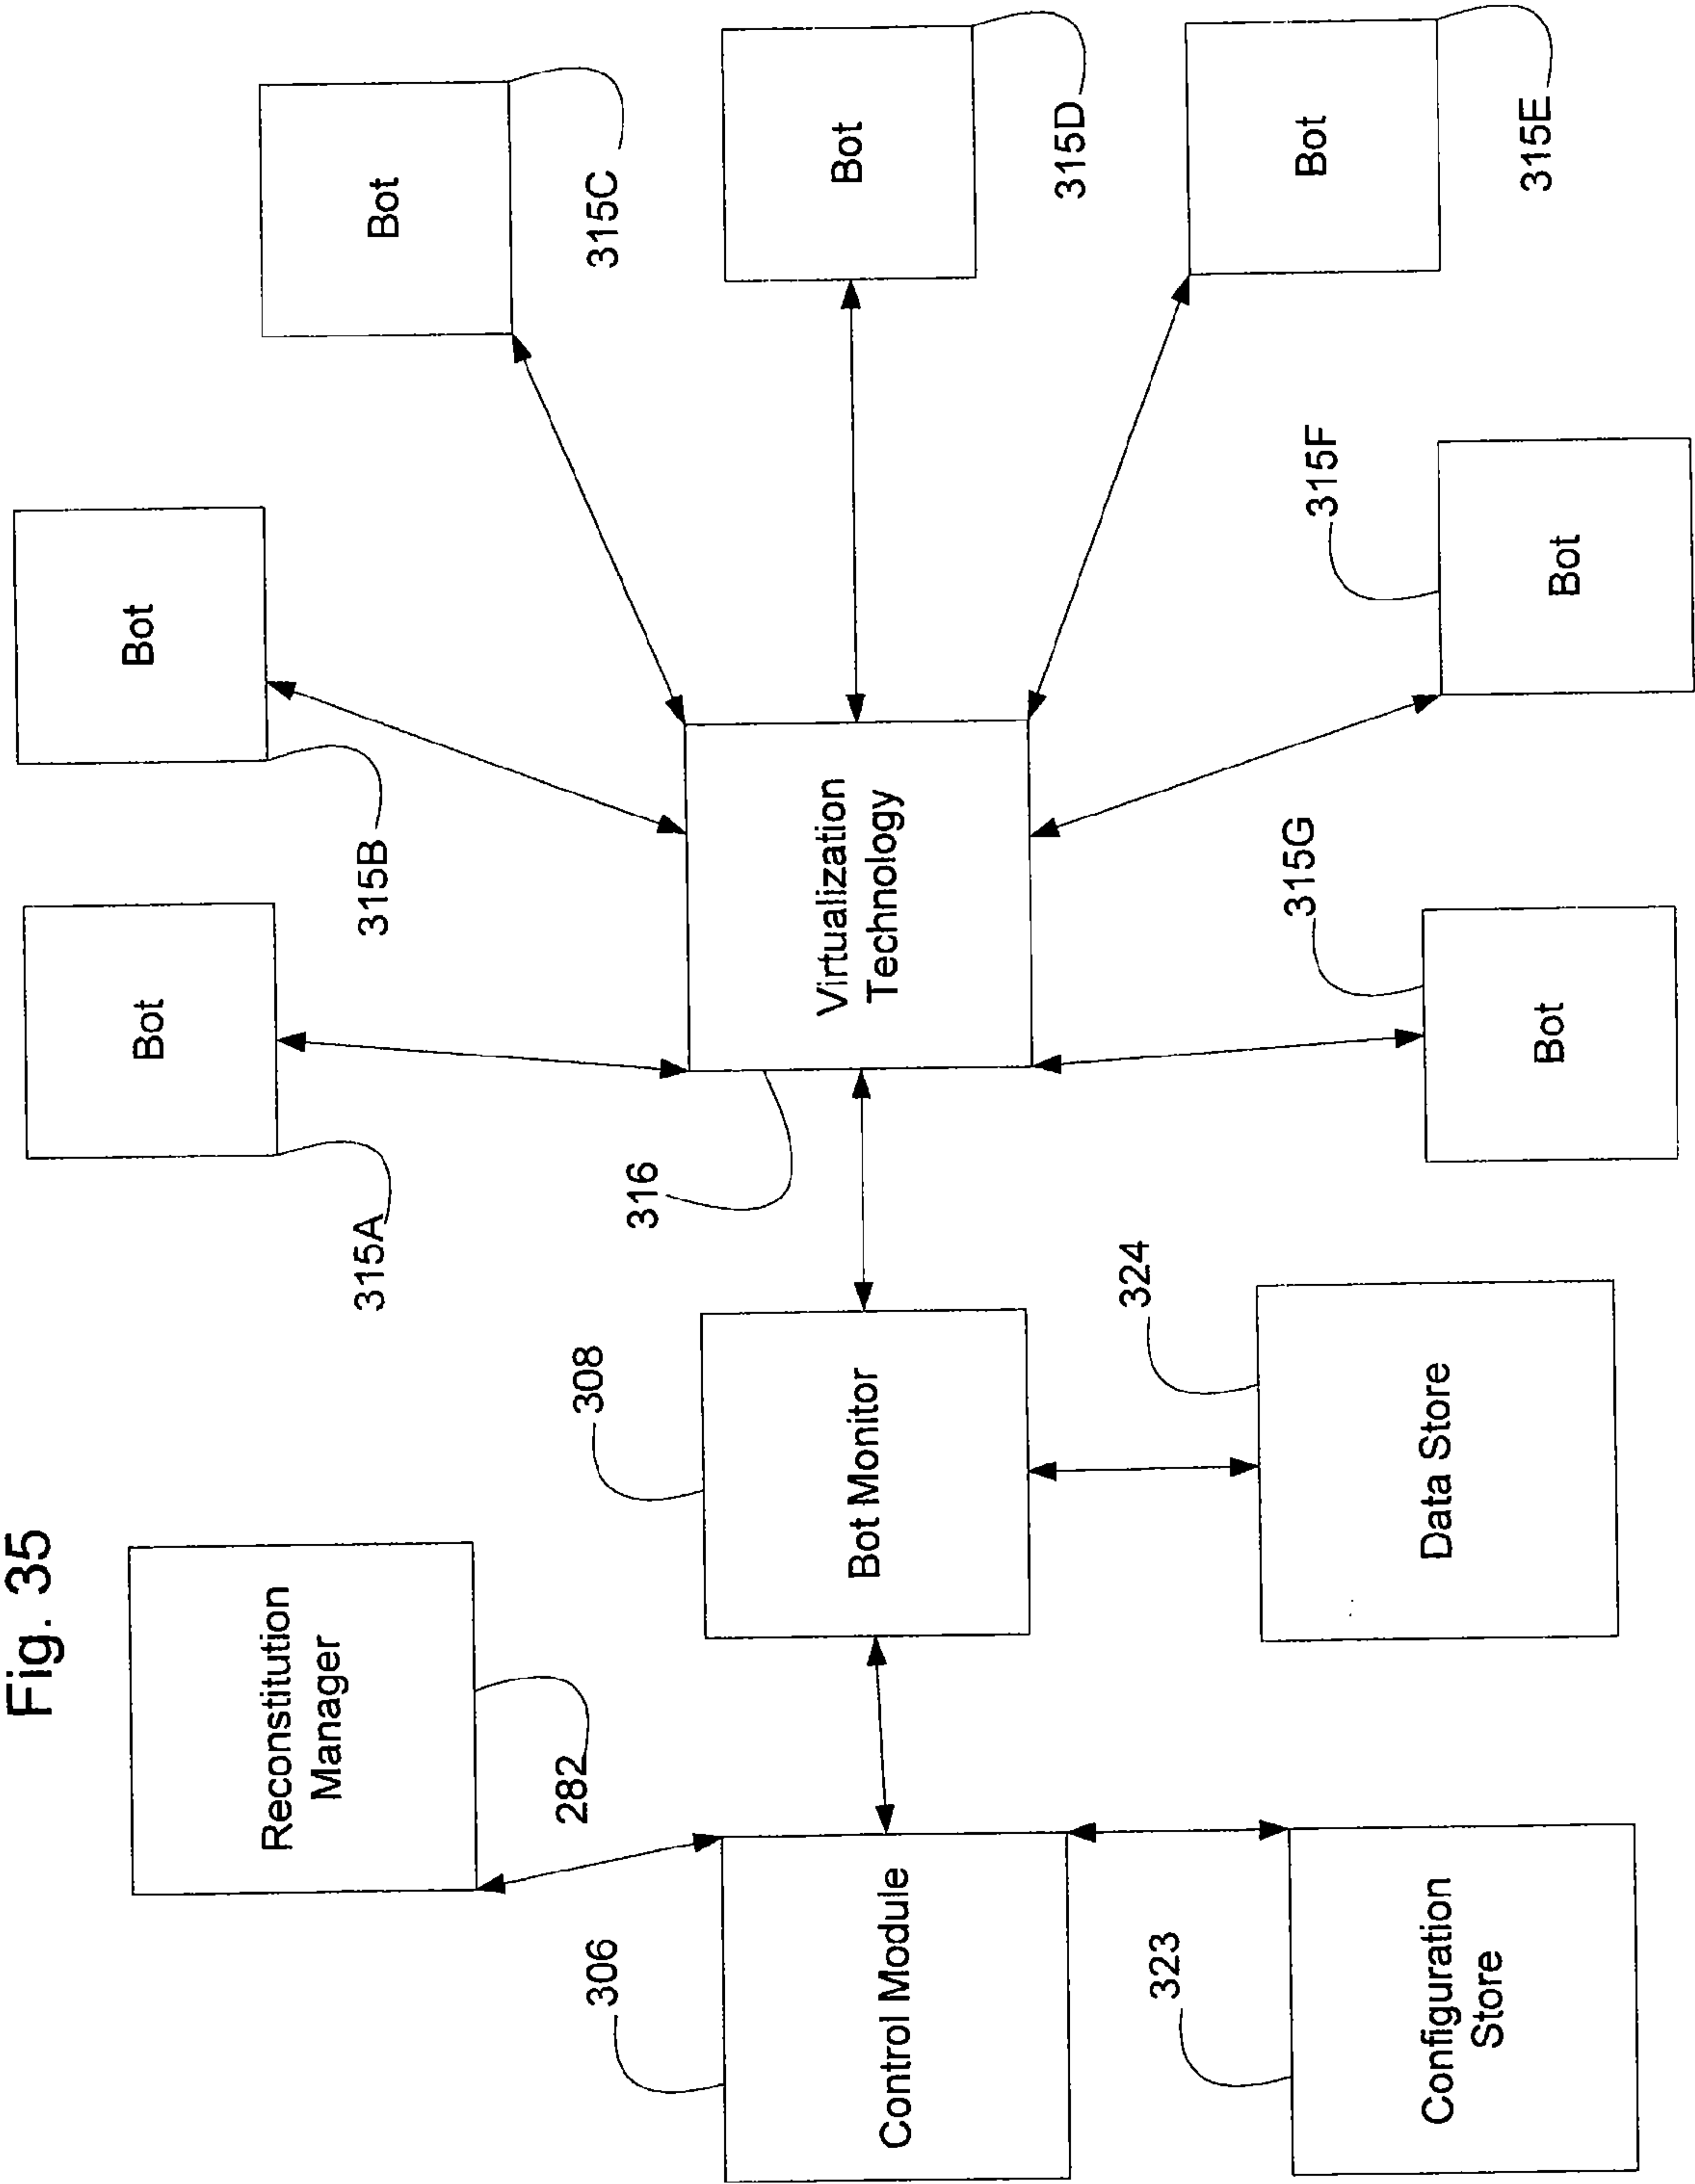 Fig. 35
Reconstitution
Manager
282
306
Control Module
323
Configuration
Store
308
Bot Monitor
324
Data Store
316
Virtualization
Technology
Bot
315A
Bot
315B
Bot
315C
Bot
315D
Bot
315E
315F
Bot
315G
Bot